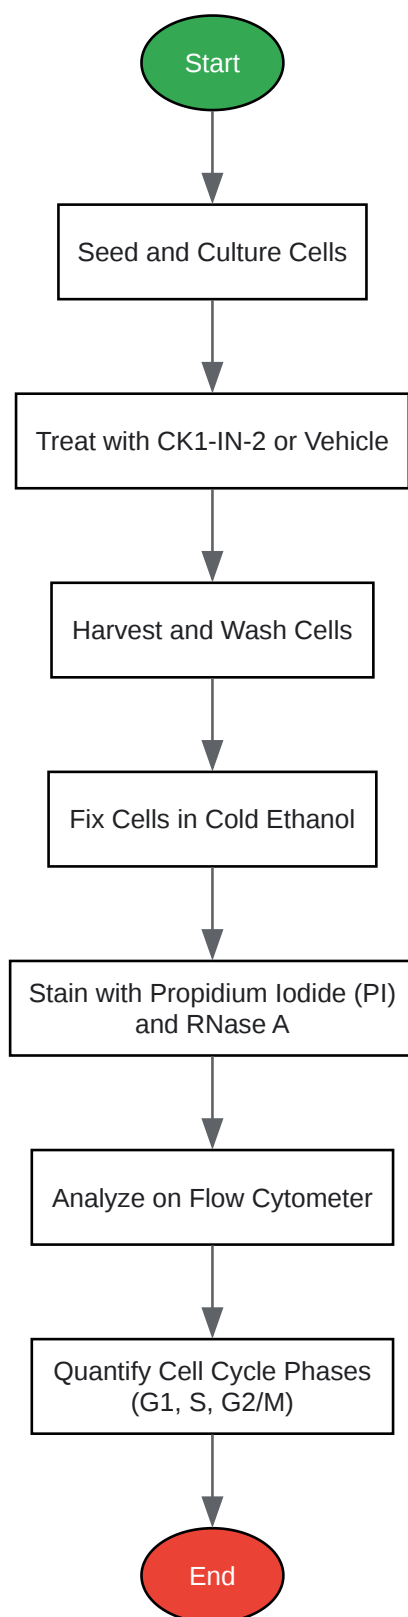 Start
Seed and Culture Cells
Treat with CK1-IN-2 or Vehicle
Harvest and Wash Cells
Fix Cells in Cold Ethanol
Stain with Propidium Iodide (PI)
and RNase A
Analyze on Flow Cytometer
Quantify Cell Cycle Phases
(G1, S, G2/M)
End